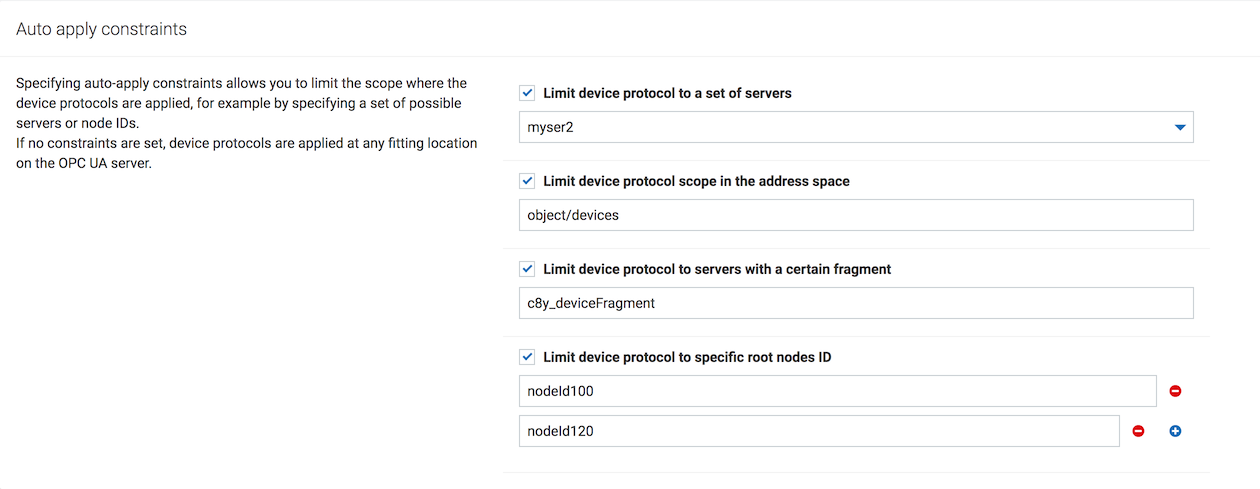 Auto apply constraints
Specifying auto-apply constraints allows you to limit the scope where the
device protocols are applied, for example by specifying a set of possible
servers or node IDs.
If no constraints are set, device protocols are applied at any fitting location
on the OPC UA server.
Limit device protocol to a set of servers
myser2
Limit device protocol scope in the address space
object/devices
Limit device protocol to servers with a certain fragment
c8y_deviceFragment
Limit device protocol to specific root nodes ID
nodeId100
nodeId120